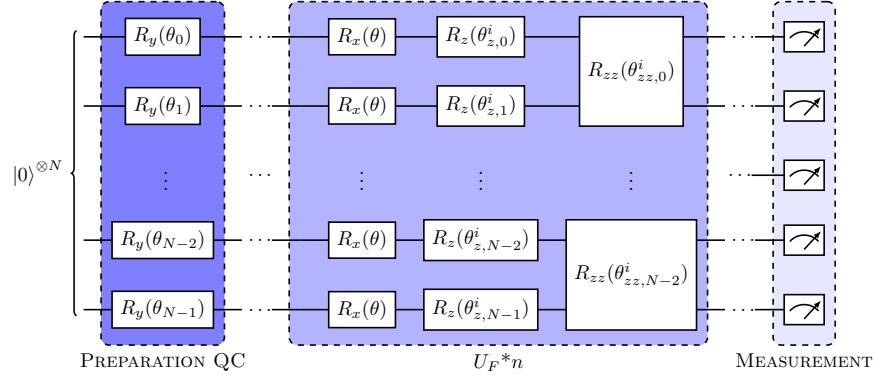 R_y(θ_0) ··· R_x(θ) R_z(θ^i_{z,0}) ···
R_zz(θ^i_{zz,0})
R_y(θ_1) ··· R_x(θ) R_z(θ^i_{z,1}) ···
|0⟩^{⊗N} ⋮ ··· ⋮ ⋮ ⋮ ···
R_y(θ_{N−2}) ··· R_x(θ) R_z(θ^i_{z,N−2}) ···
R_zz(θ^i_{zz,N−2})
R_y(θ_{N−1}) ··· R_x(θ) R_z(θ^i_{z,N−1}) ···
PREPARATION QC U_F*n MEASUREMENT